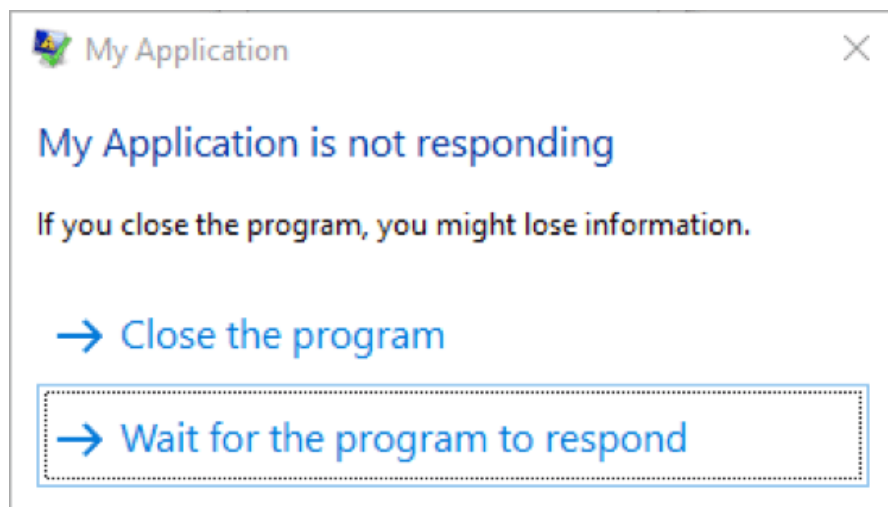 My Application
My Application is not responding
If you close the program, you might lose information.
Close the program
Wait for the program to respond